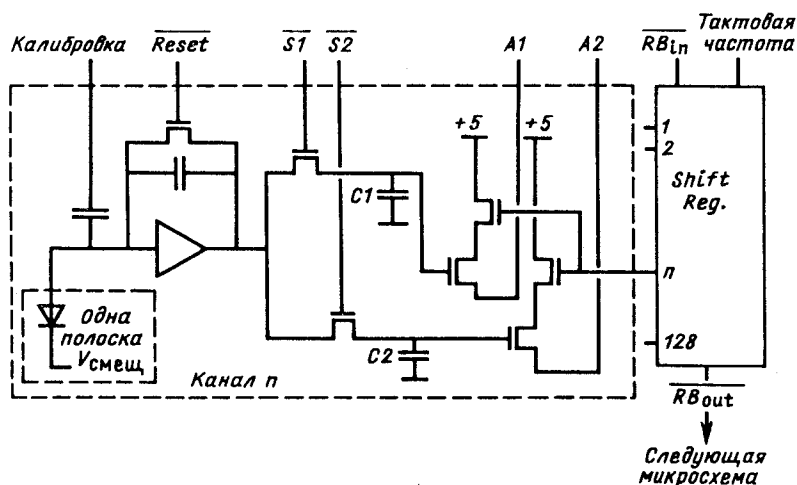 Калибровка
Reset
S1
S2
A1
A2
RBin
Тактовая
частота
+5
+5
1
2
Shift
Reg.
C1
n
Одна
полоска
Vсмещ
C2
128
Канал n
RBout
Следующая
микросхема